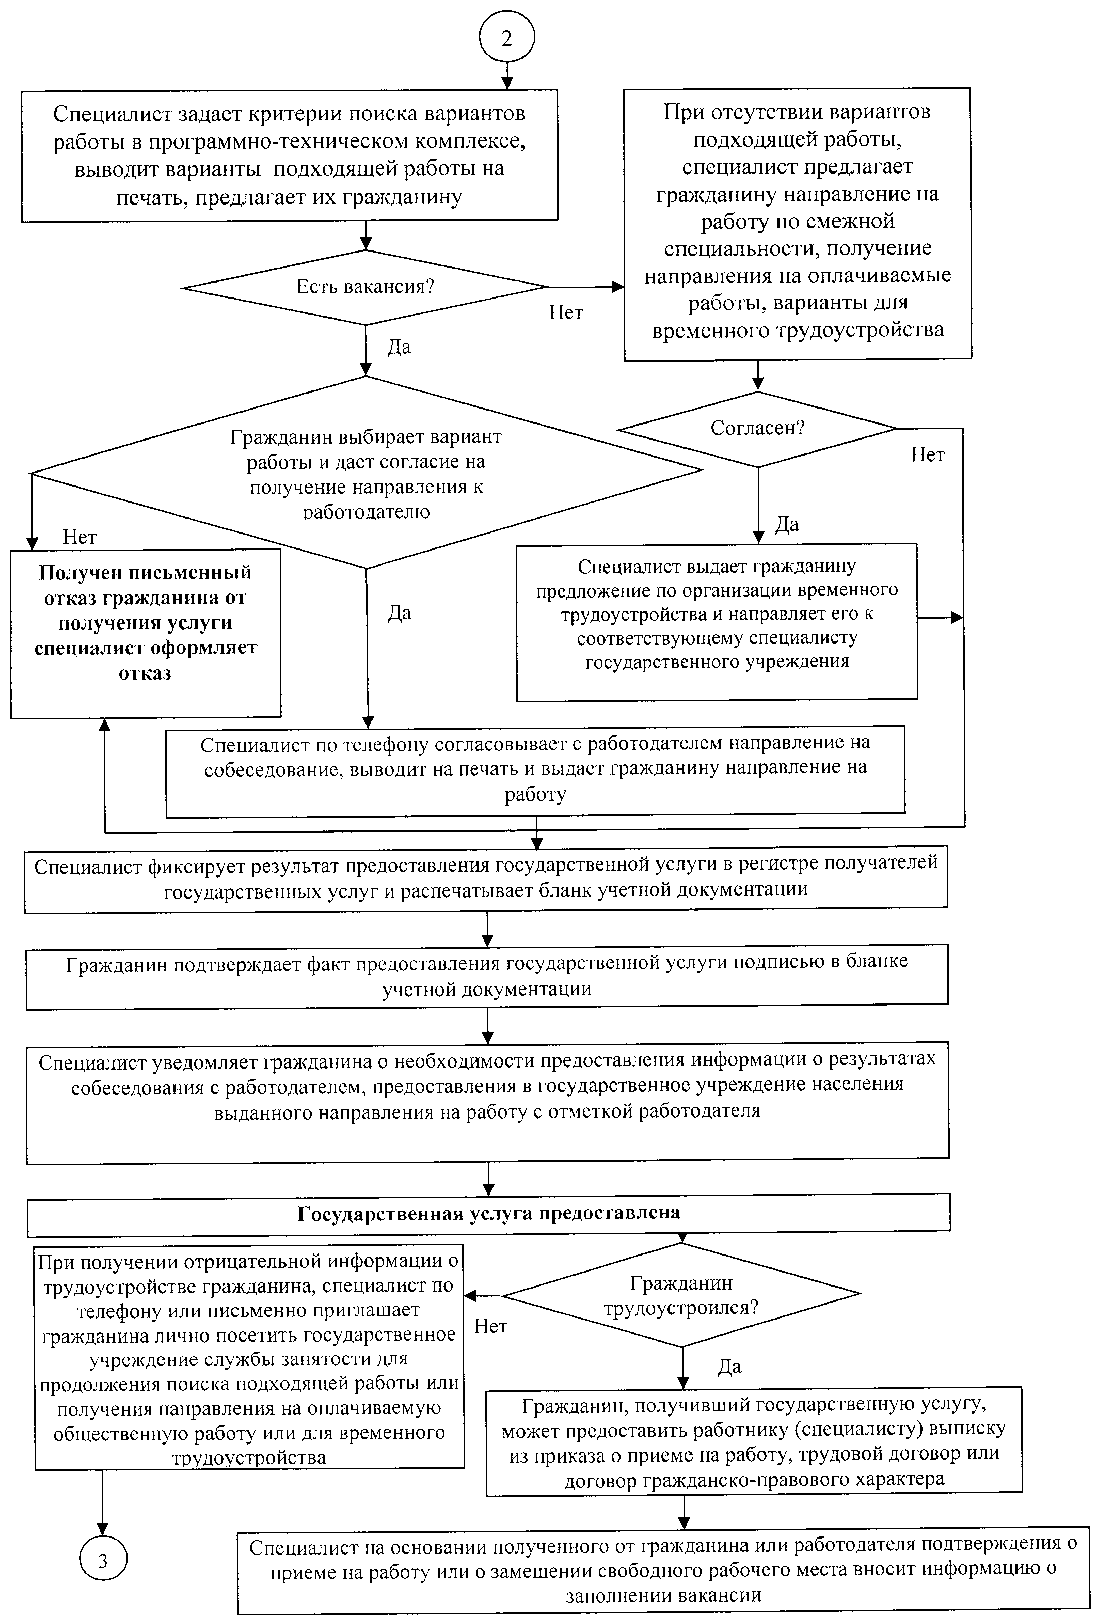 2
Специалист задаст критерии поиска вариантов
работы в программно-техническом комплексе,
выводит варианты подходящей работы на
печать, предлагает их гражданину
При отсутствии вариантов
подходящей работы,
специалист предлагает
гражданину направление на
работу по смежной
специальности, получение
направления на оплачиваемые
работы, варианты для
временного трудоустройства
Есть вакансия?
Нет
Да
Согласен?
Нет
Гражданин выбирает вариант
работы и даст согласие на
получение направления к
работодателю
Да
Нет
Получен письменный
отказ гражданина от
получения услуги
специалист оформляет
отказ
Да
Специалист выдает гражданину
предложение по организации временного
трудоустройства и направляет его к
соответствующему специалисту
государственного учреждения
Специалист по телефону согласовывает с работодателем направление на
собеседование, выводит на печать и выдаст гражданину направление на
работу
Специалист фиксирует результат предоставления государственной услуги в регистре получателей
государственных услуг и распечатывает бланк учетной документации
Гражданин подтверждает факт предоставления государственной услуги подписью в бланке
учетной документации
Специалист уведомляет гражданина о необходимости предоставления информации о результатах
собеседования с работодателем, предоставления в государственное учреждение населения
выданного направления на работу с отметкой работодателя
Государственная услуга предоставлена
При получении отрицательной информации о
трудоустройстве гражданина, специалист по
телефону или письменно приглашает
гражданина лично посетить государственное
учреждение службы занятости для
продолжения поиска подходящей работы или
получения направления на оплачиваемую
общественную работу или для временного
трудоустройства
Гражданин
трудоустроился?
Нет
Да
Гражданин, получивший государственную услугу,
может предоставить работнику (специалисту) выписку
из приказа о приеме на работу, трудовой договор или
договор гражданско-правового характера
3
Специалист на основании полученного от гражданина или работодателя подтверждения о
приеме на работу или о замещении свободного рабочего места вносит информацию о
заполнении вакансии